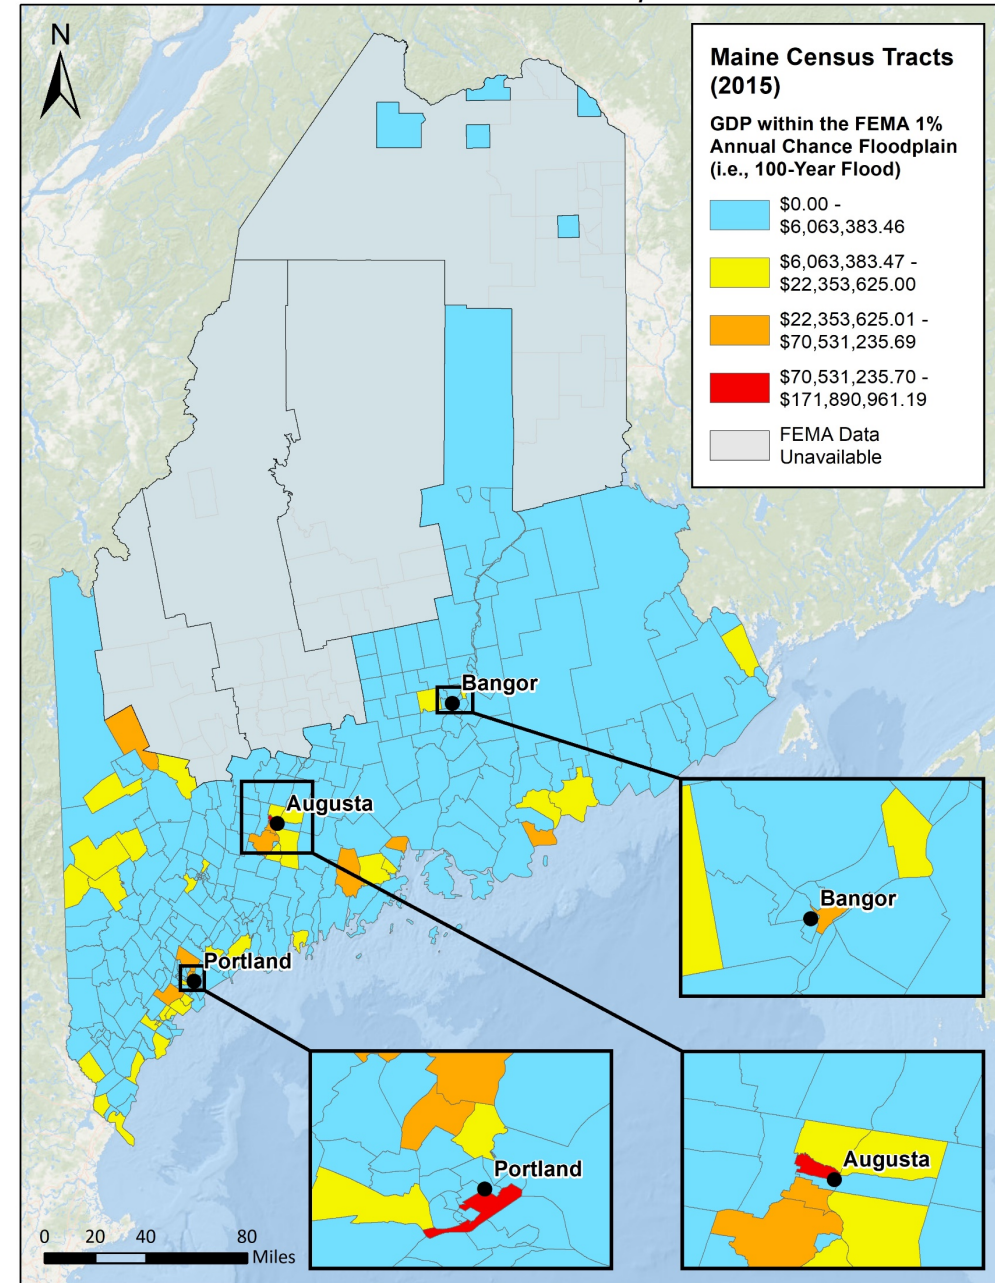 N
Maine Census Tracts
(2015)
GDP within the FEMA 1%
Annual Chance Floodplain
(i.e., 100-Year Flood)
$0.00 -
$6,063,383.46
$6,063,383.47 -
$22,353,625.00
$22,353,625.01 -
$70,531,235.69
$70,531,235.70 -
$171,890,961.19
FEMA Data
Unavailable
Bangor
Augusta
Portland
Bangor
Portland
Augusta
0 20 40 80
Miles